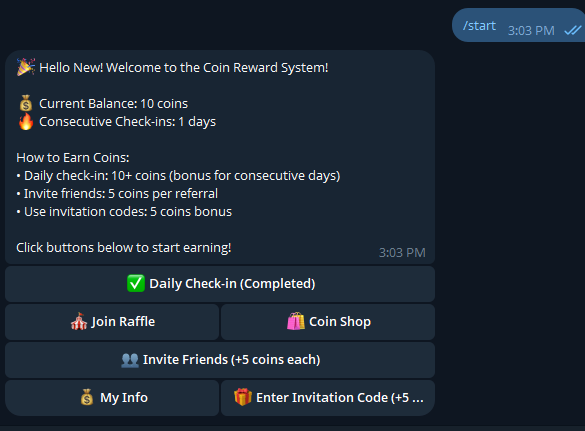 /start 3:03 PM
🎉 Hello New! Welcome to the Coin Reward System!
💰 Current Balance: 10 coins
🔥 Consecutive Check-ins: 1 days
How to Earn Coins:
• Daily check-in: 10+ coins (bonus for consecutive days)
• Invite friends: 5 coins per referral
• Use invitation codes: 5 coins bonus
Click buttons below to start earning!
3:03 PM
✅ Daily Check-in (Completed)
🎪 Join Raffle
🛍️ Coin Shop
👥 Invite Friends (+5 coins each)
💰 My Info
🎁 Enter Invitation Code (+5 ...